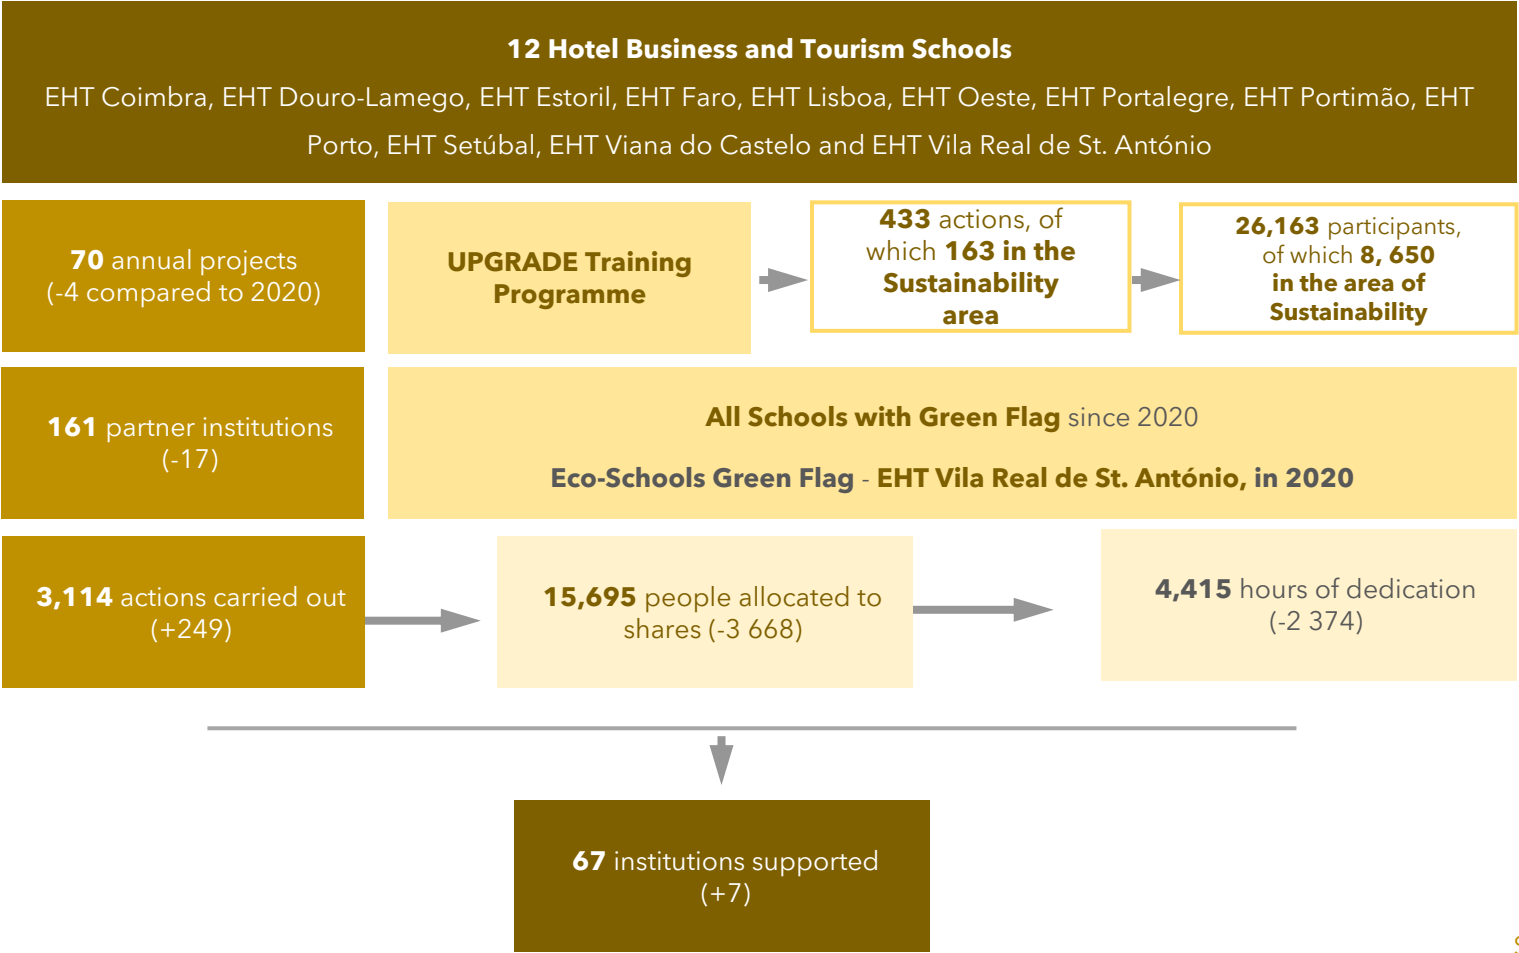 12 Hotel Business and Tourism Schools
EHT Coimbra, EHT Douro-Lamego, EHT Estoril, EHT Faro, EHT Lisboa, EHT Oeste, EHT Portalegre, EHT Portimão, EHT
Porto, EHT Setúbal, EHT Viana do Castelo and EHT Vila Real de St. António
70 annual projects
(-4 compared to 2020)
UPGRADE Training
Programme
433 actions, of
which 163 in the
Sustainability
area
26,163 participants,
of which 8, 650
in the area of
Sustainability
161 partner institutions
(-17)
All Schools with Green Flag since 2020
Eco-Schools Green Flag - EHT Vila Real de St. António, in 2020
3,114 actions carried out
(+249)
15,695 people allocated to
shares (-3 668)
4,415 hours of dedication
(-2 374)
67 institutions supported
(+7)